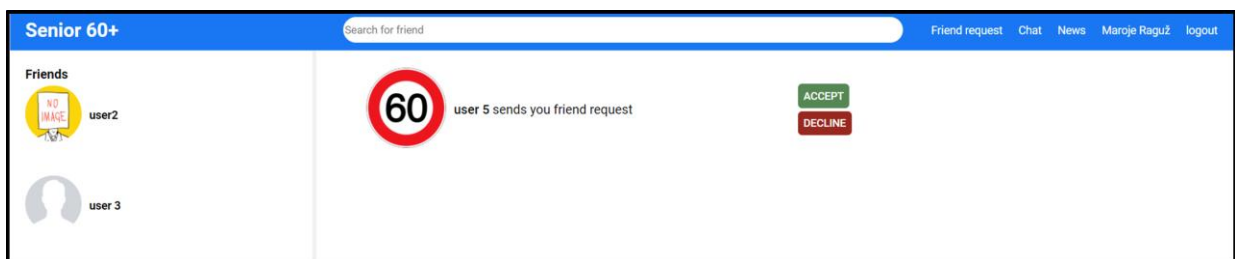 Senior 60+
Search for friend
Friend request Chat News Maroje Raguž logout
Friends
NO
IMAGE
user2
user 3
60
user 5 sends you friend request
ACCEPT
DECLINE